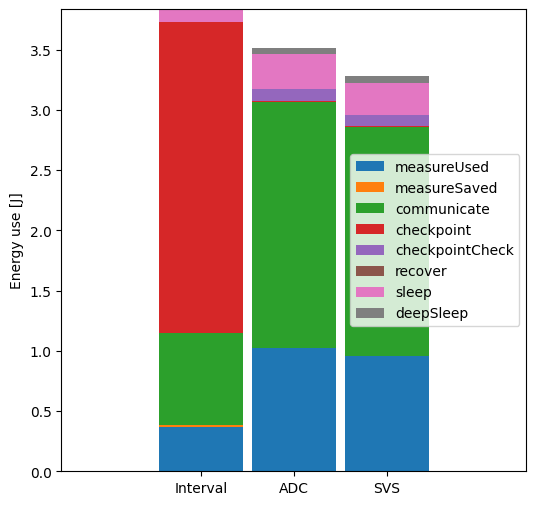 Energy use [J]
3.5
3.0
2.5
2.0
1.5
1.0
0.5
0.0
measureUsed
measureSaved
communicate
checkpoint
checkpointCheck
recover
sleep
deepSleep
Interval ADC SVS